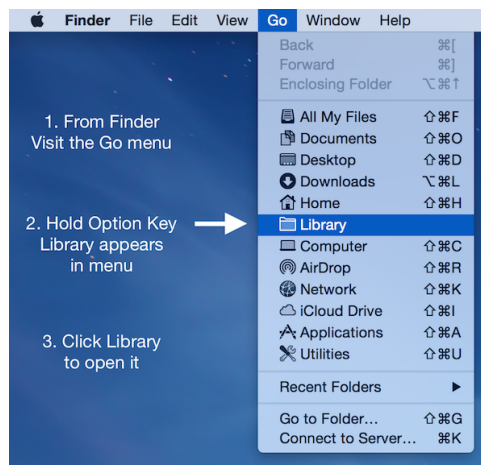 Finder File Edit View Go Window Help
Back ⌘[
Forward ⌘]
Enclosing Folder ⌥⌘↑
All My Files ⇧⌘F
Documents ⇧⌘O
Desktop ⇧⌘D
Downloads ⌥⌘L
Home ⇧⌘H
Library
Computer ⇧⌘C
AirDrop ⇧⌘R
Network ⇧⌘K
iCloud Drive ⇧⌘I
Applications ⇧⌘A
Utilities ⇧⌘U
Recent Folders ▶
Go to Folder... ⇧⌘G
Connect to Server... ⌘K
1. From Finder
Visit the Go menu
2. Hold Option Key
Library appears
in menu
3. Click Library
to open it